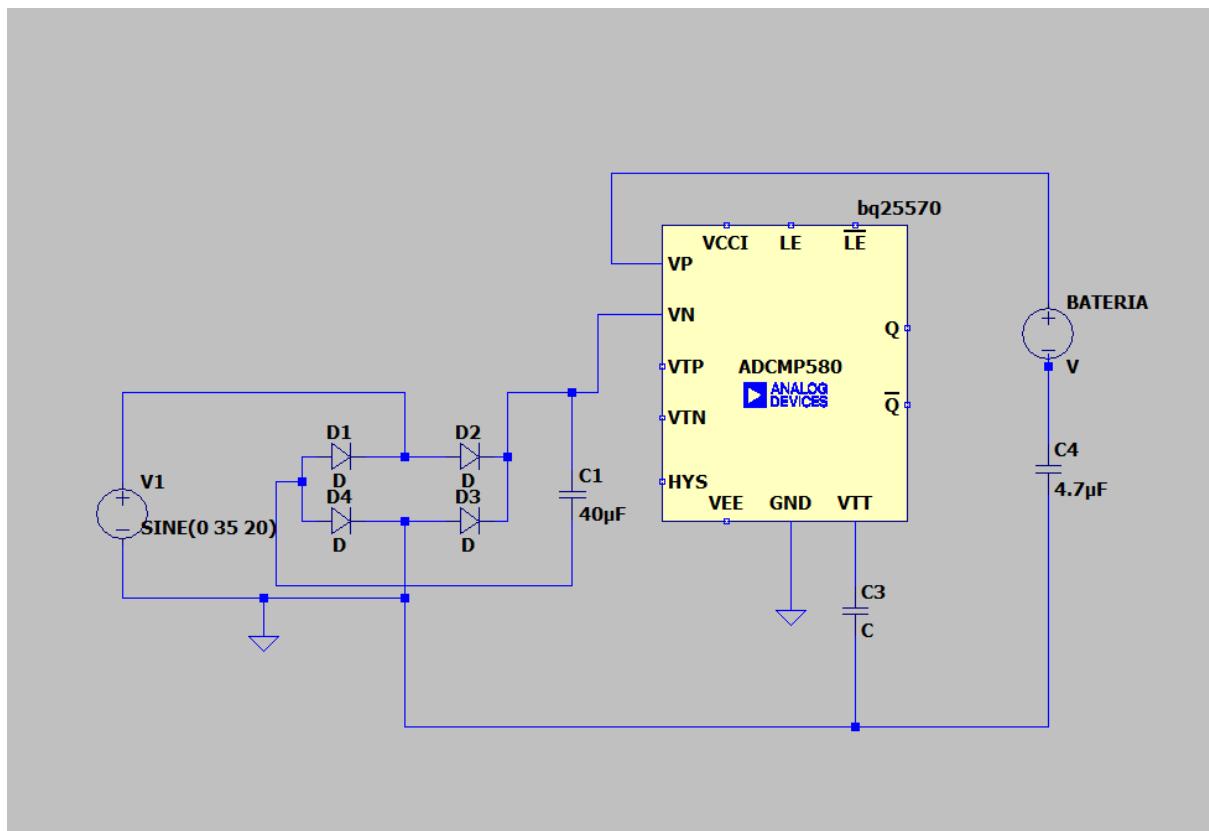 bq25570
VCCI
LE
LE
VP
BATERIA
VN
Q
VTP
ADCMP580
V
ANALOG
DEVICES
VTN
Q
D1
D2
C4
V1
D
D
C1
HYS
4.7µF
D4
D3
VEE
GND
VTT
SINE(0 35 20)
40µF
D
D
C3
C